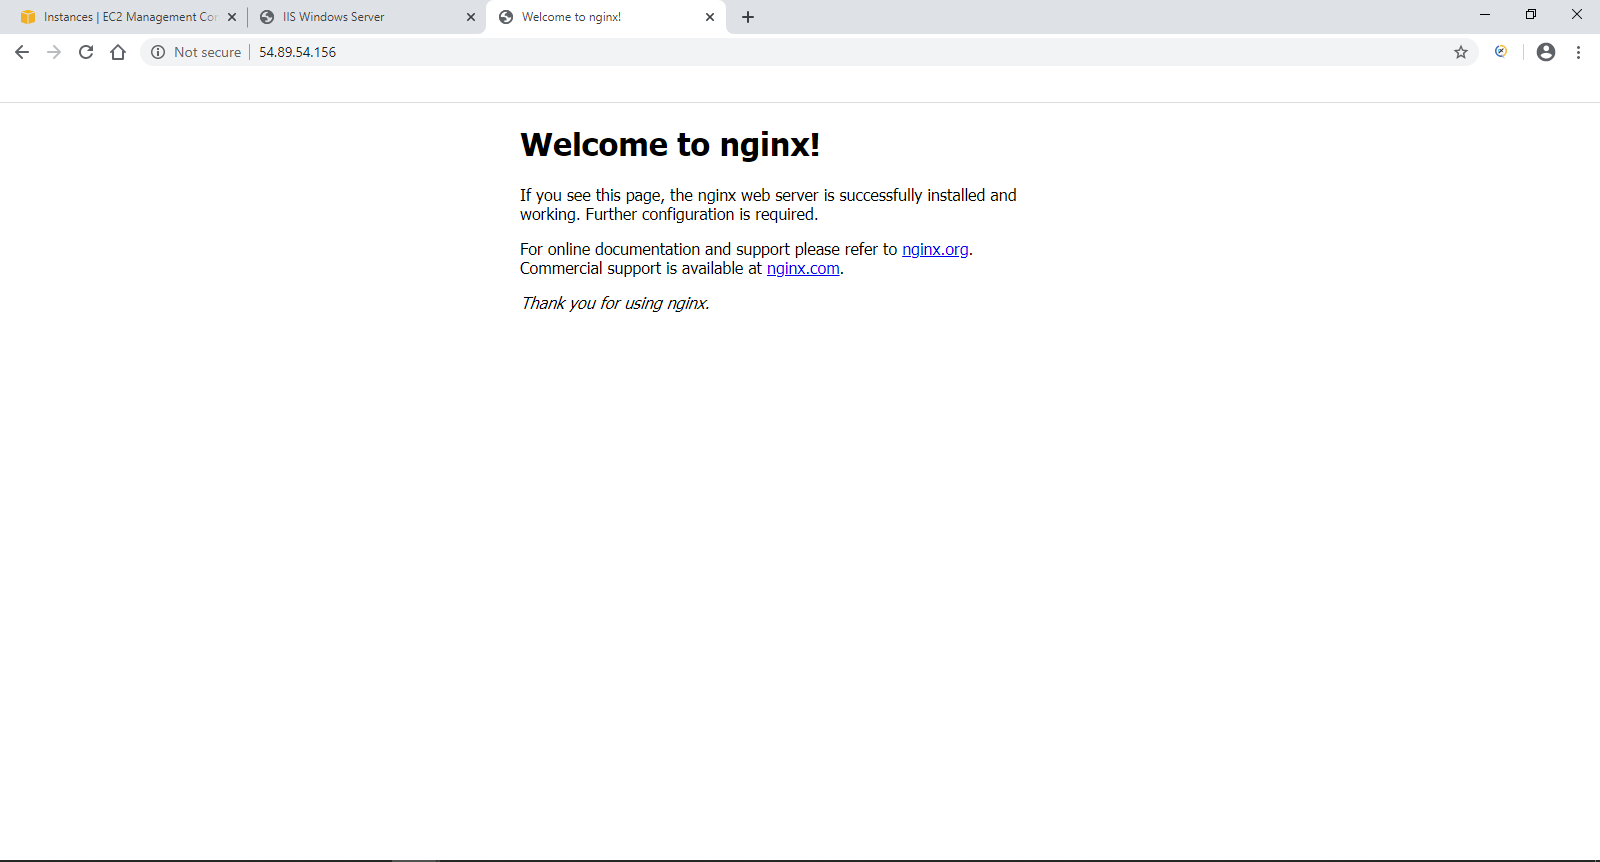 Instances | EC2 Management Con
IIS Windows Server
Welcome to nginx!
Not secure
54.89.54.156
Welcome to nginx!
If you see this page, the nginx web server is successfully installed and
working. Further configuration is required.
For online documentation and support please refer to nginx.org.
Commercial support is available at nginx.com.
Thank you for using nginx.